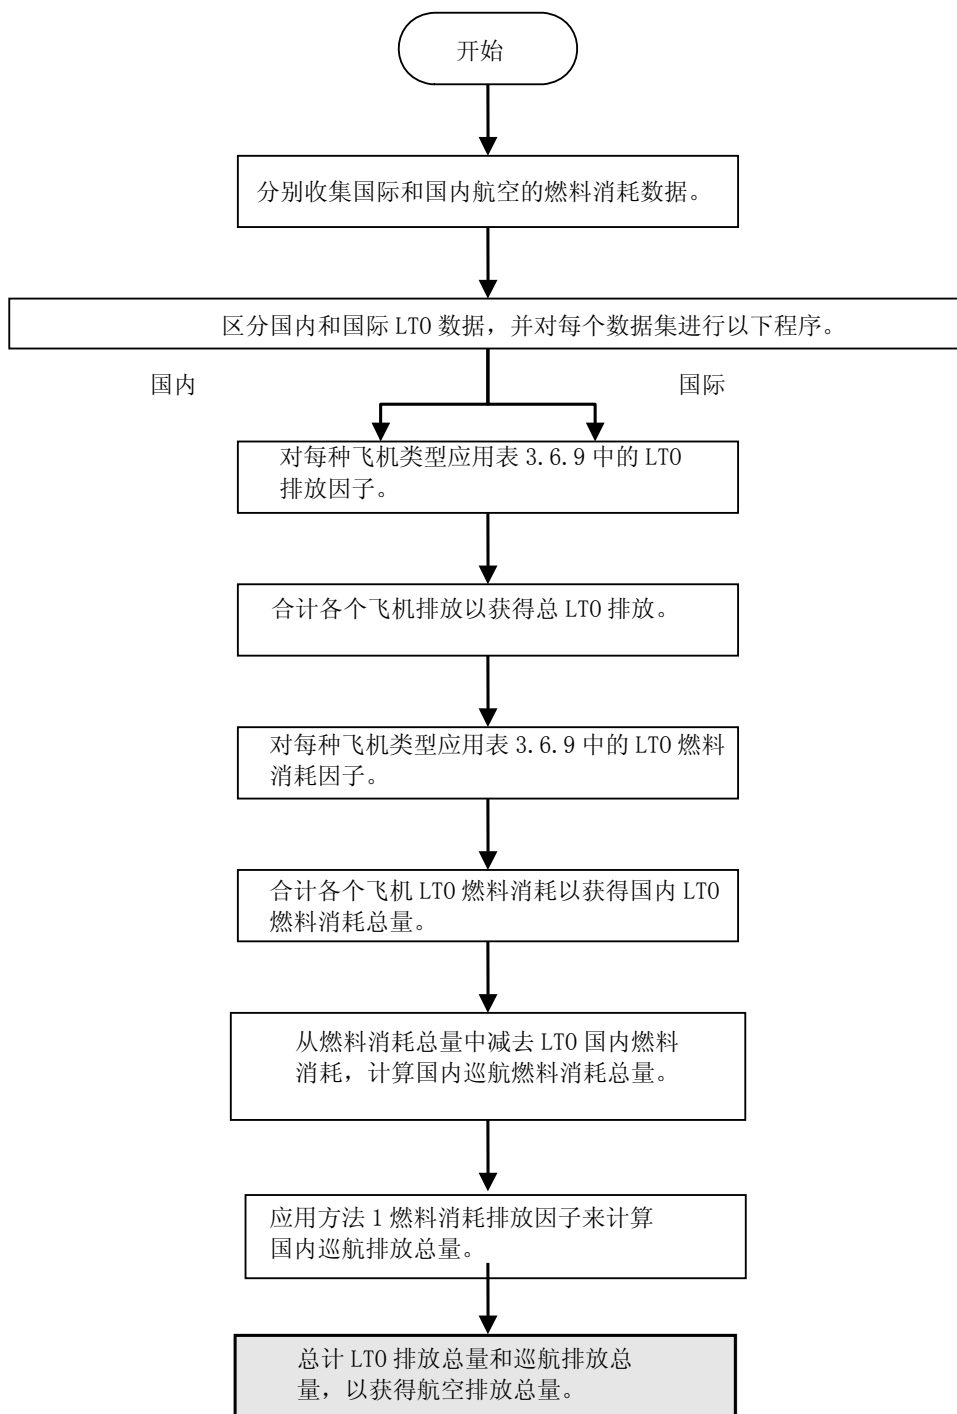 开始
分别收集国际和国内航空的燃料消耗数据。
区分国内和国际 LTO 数据，并对每个数据集进行以下程序。
国内
国际
对每种飞机类型应用表 3.6.9 中的 LTO
排放因子。
合计各个飞机排放以获得总 LTO 排放。
对每种飞机类型应用表 3.6.9 中的 LTO 燃料
消耗因子。
合计各个飞机 LTO 燃料消耗以获得国内 LTO
燃料消耗总量。
从燃料消耗总量中减去 LTO 国内燃料
消耗，计算国内巡航燃料消耗总量。
应用方法 1 燃料消耗排放因子来计算
国内巡航排放总量。
总计 LTO 排放总量和巡航排放总
量，以获得航空排放总量。